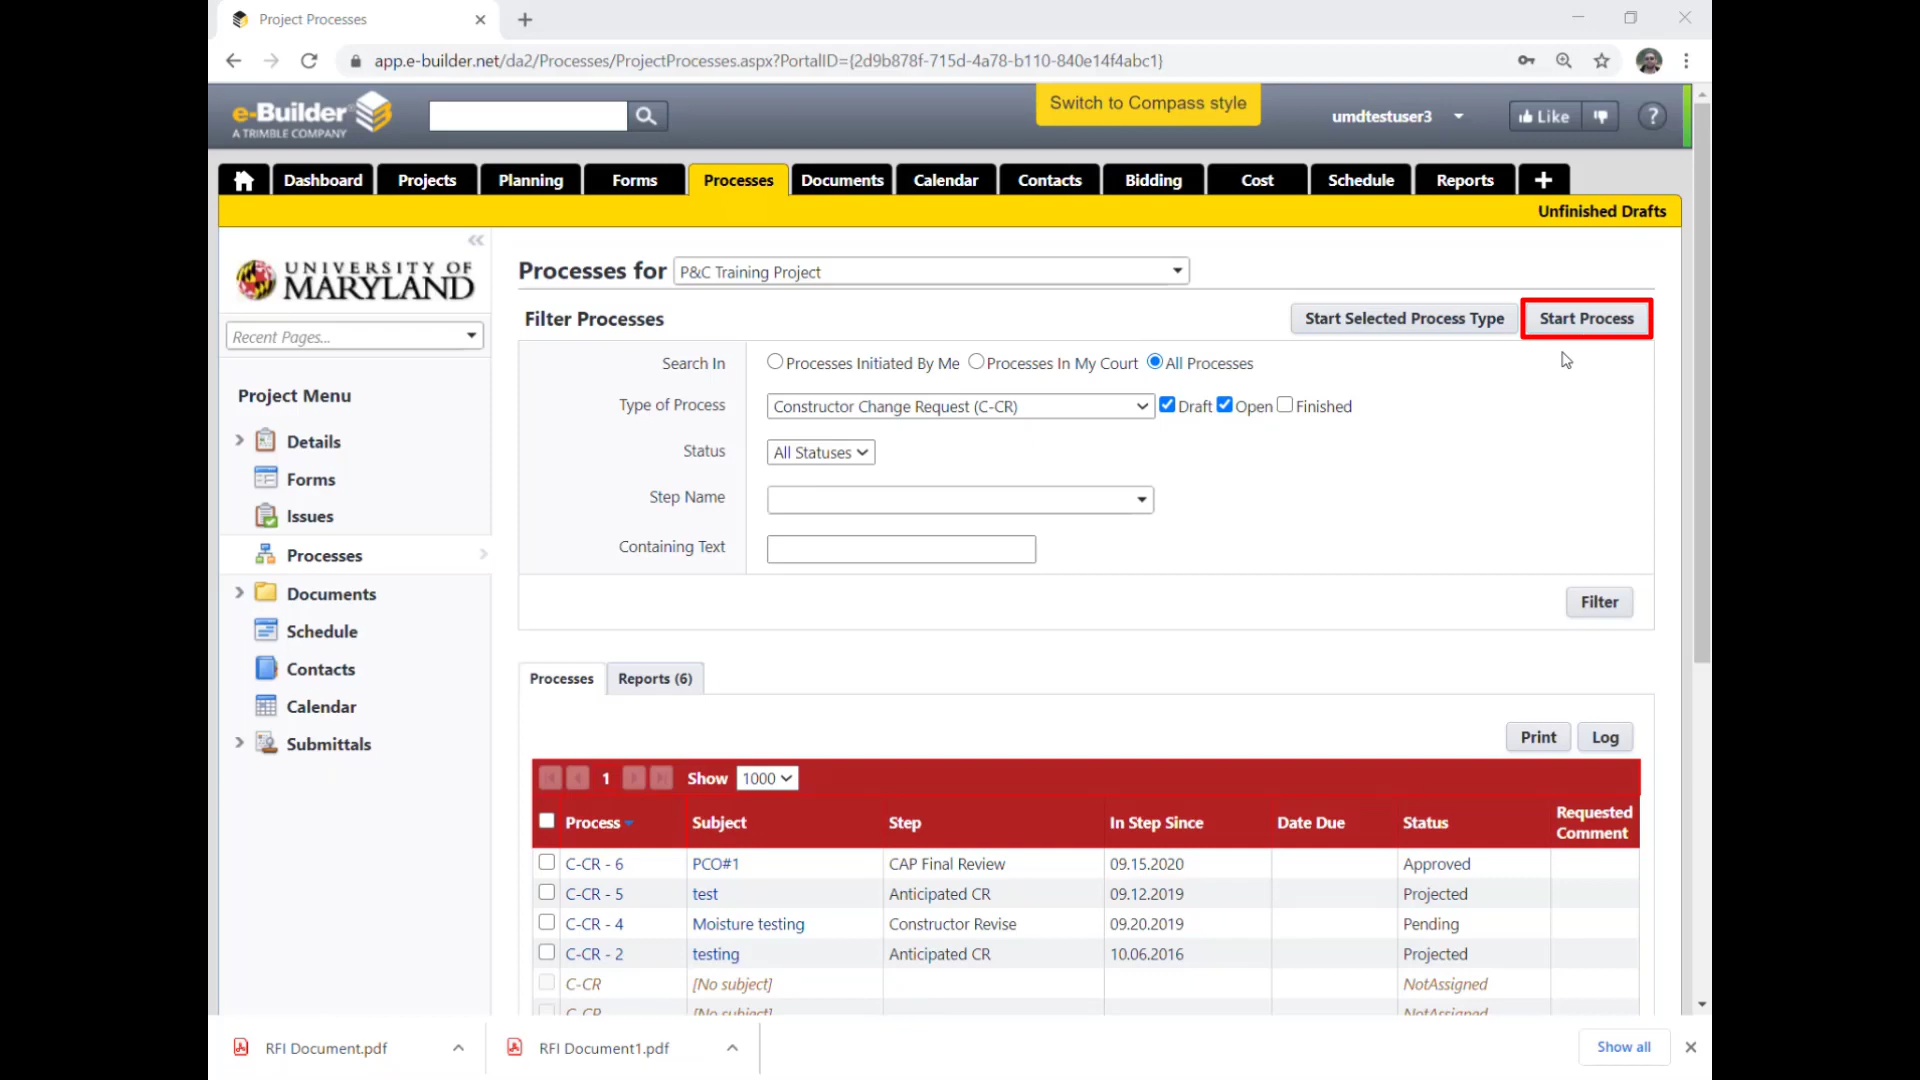 Project Processes
app.e-builder.net/da2/Processes/ProjectProcesses.aspx?PortalID={2d9b878f-715d-4a78-b110-840e14f4abc1}
e-Builder
A TRIMBLE COMPANY
Switch to Compass style
umdtestuser3
Like
?
Dashboard Projects Planning Forms Processes Documents Calendar Contacts Bidding Cost Schedule Reports +
Unfinished Drafts
UNIVERSITY OF
MARYLAND
Recent Pages...
Project Menu
Details
Forms
Issues
Processes
Documents
Schedule
Contacts
Calendar
Submittals
Processes for P&C Training Project
Filter Processes Start Selected Process Type Start Process
Search In Processes Initiated By Me Processes In My Court All Processes
Type of Process Constructor Change Request (C-CR) Draft Open Finished
Status All Statuses
Step Name
Containing Text
Filter
Processes Reports (6)
Print Log
1 Show 1000
Process Subject Step In Step Since Date Due Status Requested Comment
C-CR - 6 PCO#1 CAP Final Review 09.15.2020 Approved
C-CR - 5 test Anticipated CR 09.12.2019 Projected
C-CR - 4 Moisture testing Constructor Revise 09.20.2019 Pending
C-CR - 2 testing Anticipated CR 10.06.2016 Projected
C-CR [No subject] NotAssigned
C-CR [No subject] NotAssigned
RFI Document.pdf RFI Document1.pdf Show all